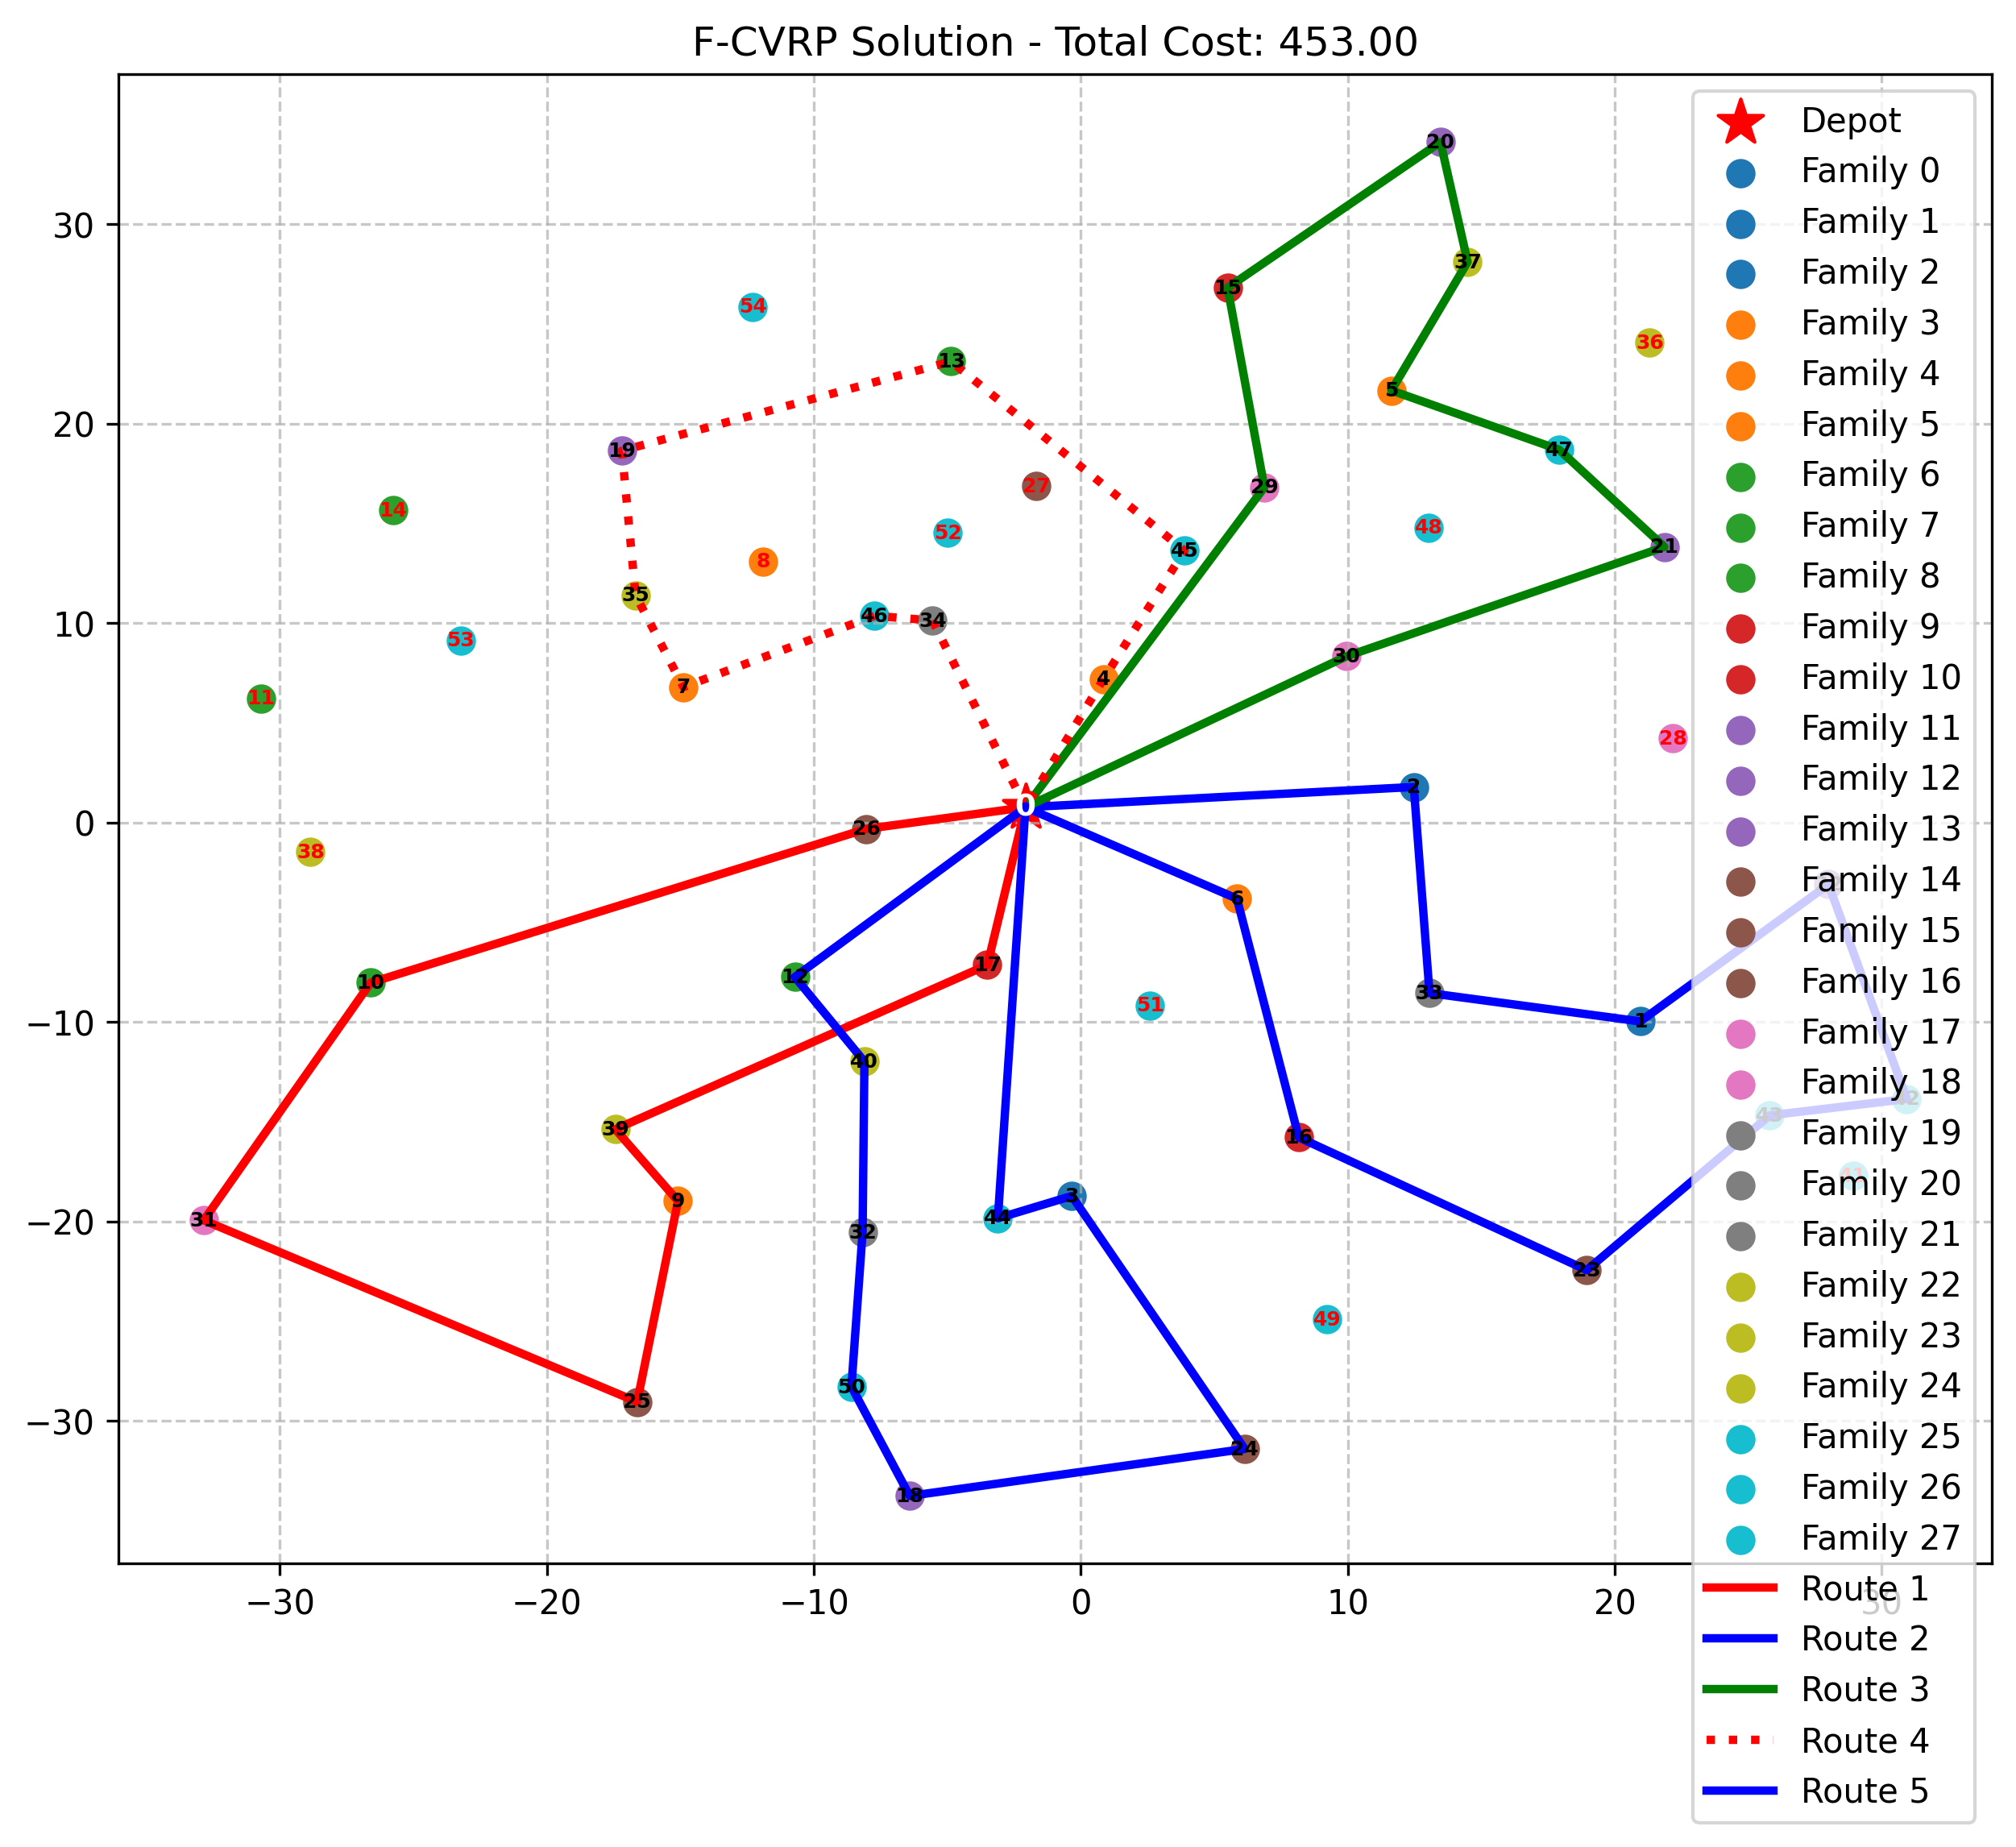 F-CVRP Solution - Total Cost: 453.00
Depot
Family 0
Family 1
Family 2
Family 3
Family 4
Family 5
Family 6
Family 7
Family 8
Family 9
Family 10
Family 11
Family 12
Family 13
Family 14
Family 15
Family 16
Family 17
Family 18
Family 19
Family 20
Family 21
Family 22
Family 23
Family 24
Family 25
Family 26
Family 27
Route 1
Route 2
Route 3
Route 4
Route 5
30
20
10
0
−10
−20
−30
−30
−20
−10
0
10
20
30
20
37
15
54
36
13
5
19
47
29
27
14
52
48
45
21
8
35
46
34
53
30
7
4
11
28
0
2
26
38
6
17
12
10
33
51
1
40
42
43
39
16
41
3
9
44
31
32
23
49
50
25
24
18